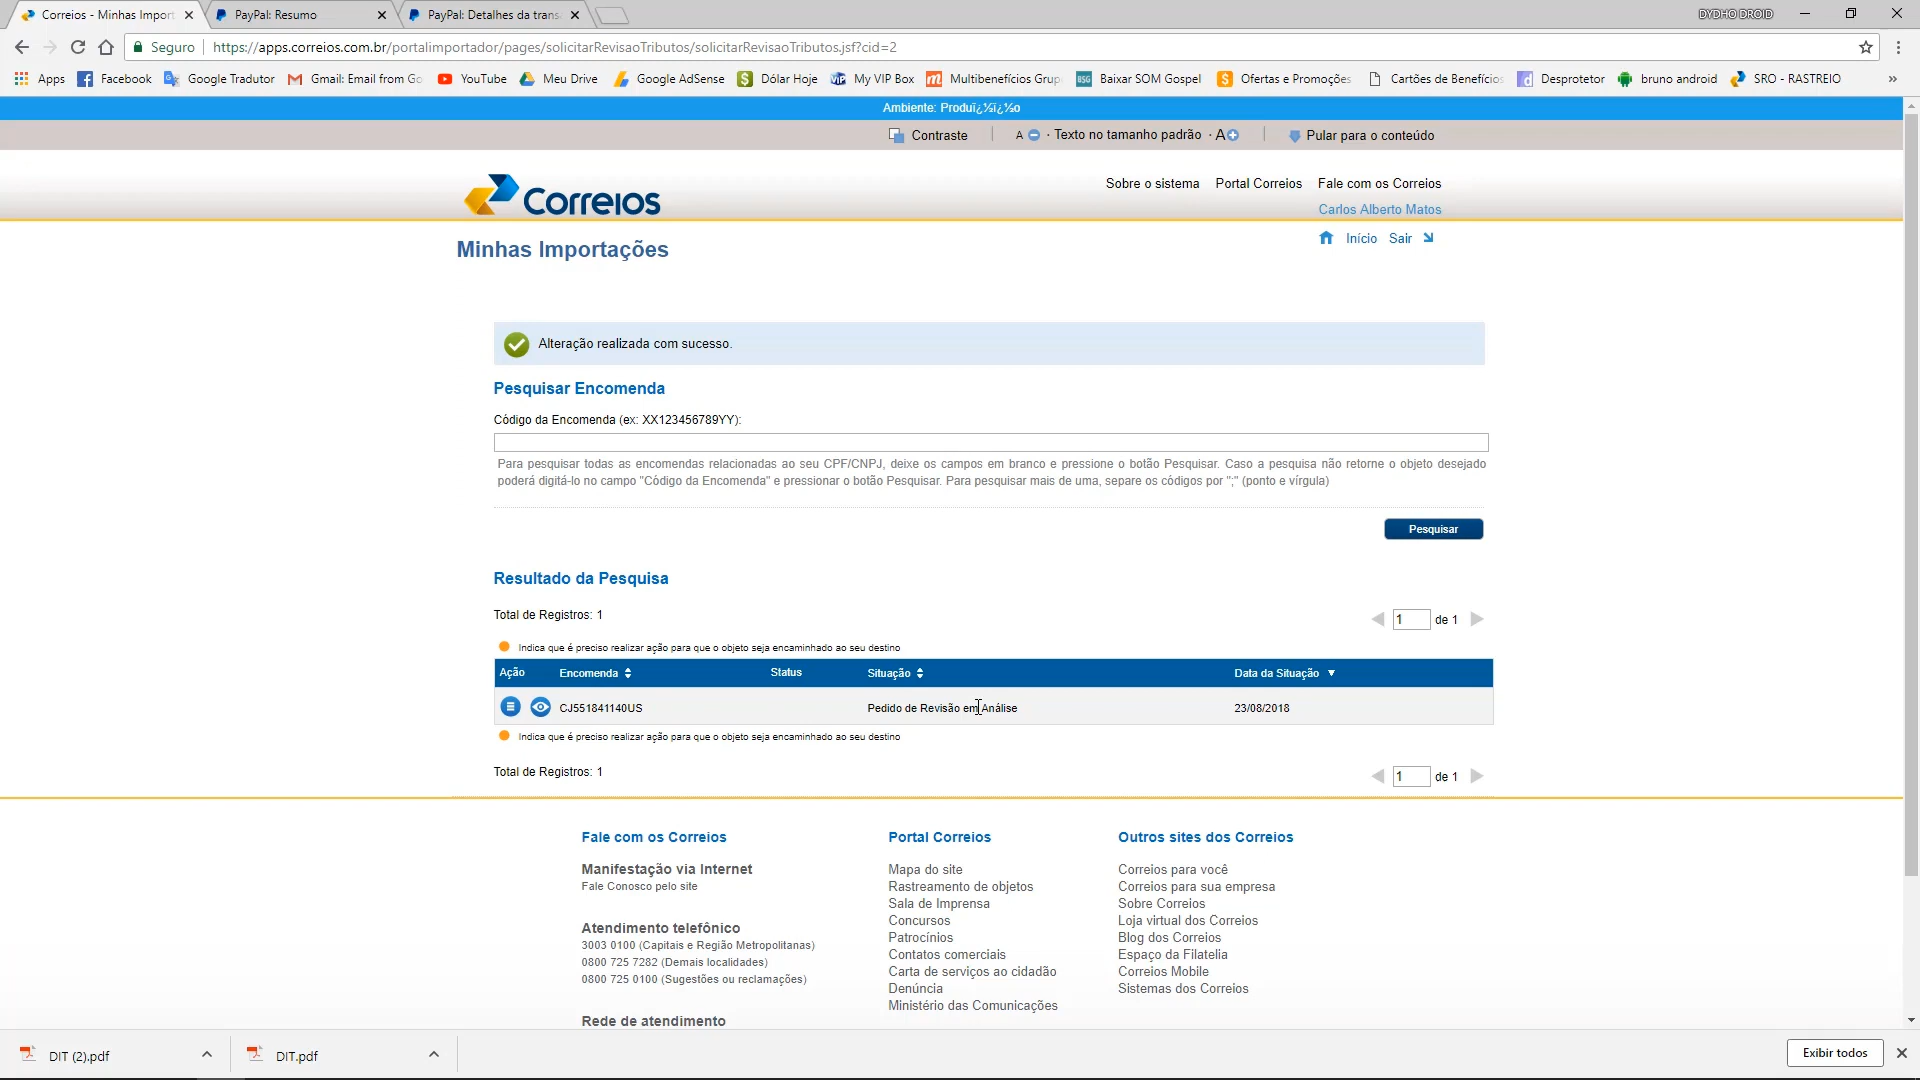 Correios - Minhas Import
PayPal: Resumo
PayPal: Detalhes da trans
DYDHO DROID
Seguro
https://apps.correios.com.br/portalimportador/pages/solicitarRevisaoTributos/solicitarRevisaoTributos.jsf?cid=2
Apps
Facebook
Google Tradutor
Gmail: Email from Go
YouTube
Meu Drive
Google AdSense
Dólar Hoje
My VIP Box
Multibenefícios Grup
Baixar SOM Gospel
Ofertas e Promoções
Cartões de Benefício
Desprotetor
bruno android
SRO - RASTREIO
»
Ambiente: Produï¿½ï¿½o
Contraste
A · Texto no tamanho padrão · A
Pular para o conteúdo
Correios
Sobre o sistema
Portal Correios
Fale com os Correios
Carlos Alberto Matos
Minhas Importações
Início
Sair
Alteração realizada com sucesso.
Pesquisar Encomenda
Código da Encomenda (ex: XX123456789YY):
Para pesquisar todas as encomendas relacionadas ao seu CPF/CNPJ, deixe os campos em branco e pressione o botão Pesquisar. Caso a pesquisa não retorne o objeto desejado
poderá digitá-lo no campo "Código da Encomenda" e pressionar o botão Pesquisar. Para pesquisar mais de uma, separe os códigos por ";" (ponto e vírgula)
Pesquisar
Resultado da Pesquisa
Total de Registros: 1
1 de 1
Indica que é preciso realizar ação para que o objeto seja encaminhado ao seu destino
Ação
Encomenda
Status
Situação
Data da Situação
CJ551841140US
Pedido de Revisão em Análise
23/08/2018
Indica que é preciso realizar ação para que o objeto seja encaminhado ao seu destino
Total de Registros: 1
1 de 1
Fale com os Correios
Manifestação via Internet
Fale Conosco pelo site
Atendimento telefônico
3003 0100 (Capitais e Região Metropolitanas)
0800 725 7282 (Demais localidades)
0800 725 0100 (Sugestões ou reclamações)
Rede de atendimento
Portal Correios
Mapa do site
Rastreamento de objetos
Sala de Imprensa
Concursos
Patrocínios
Contatos comerciais
Carta de serviços ao cidadão
Denúncia
Ministério das Comunicações
Outros sites dos Correios
Correios para você
Correios para sua empresa
Sobre Correios
Loja virtual dos Correios
Blog dos Correios
Espaço da Filatelia
Correios Mobile
Sistemas dos Correios
DIT (2).pdf
DIT.pdf
Exibir todos